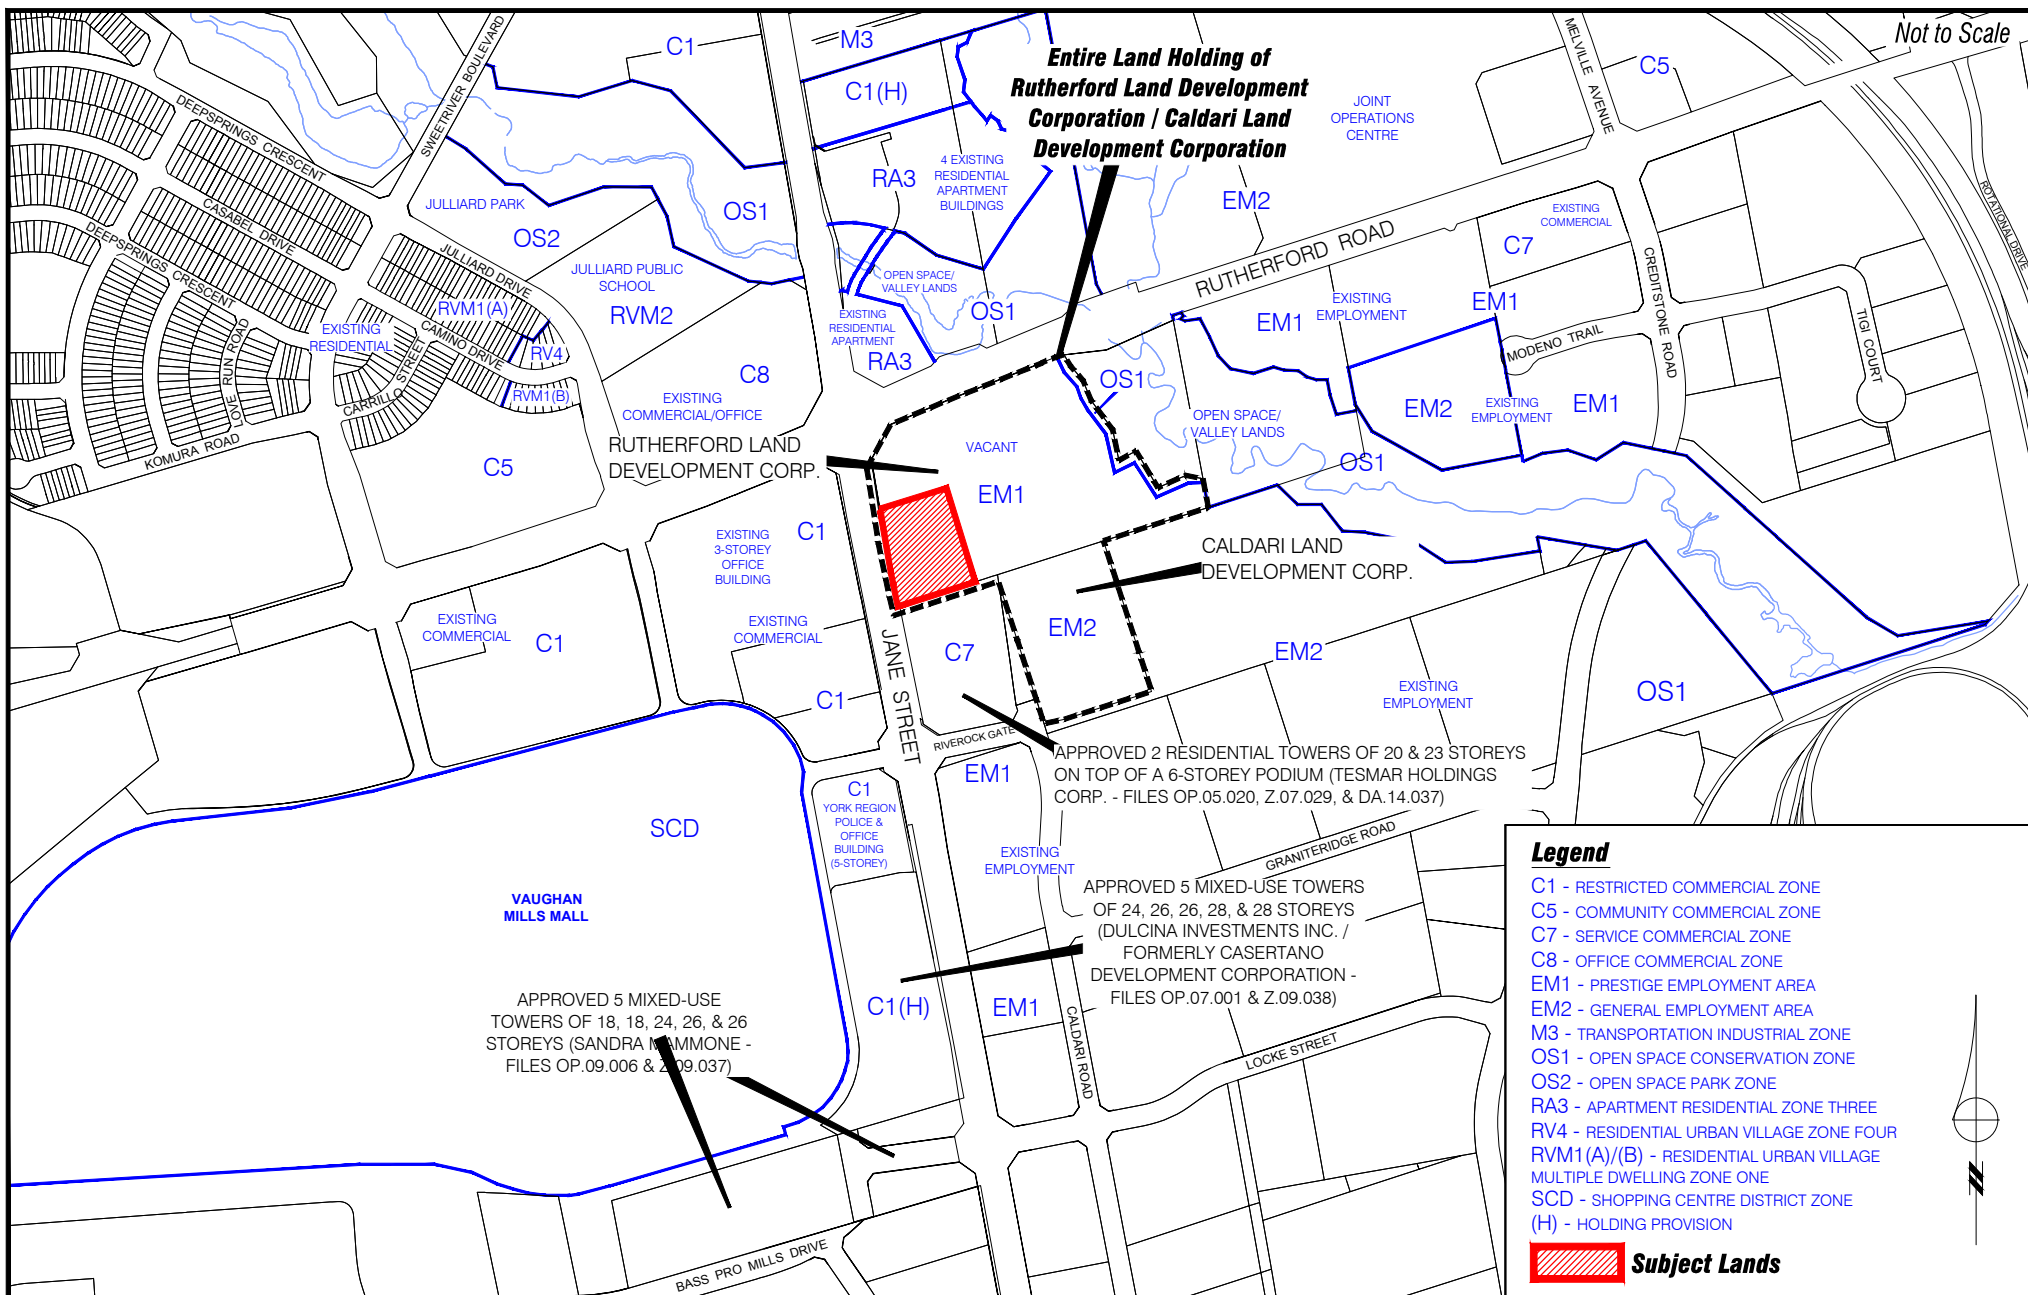 Not to Scale
Entire Land Holding of
Rutherford Land Development
Corporation / Caldari Land
Development Corporation
C1
M3
C1(H)
C5
MELVILLE AVENUE
JOINT
OPERATIONS
CENTRE
SWEETRIVER BOULEVARD
DEEPSPRINGS CRESCENT
CASABEL DRIVE
DEEPSPRINGS CRESCENT
JULLIARD PARK
OS2
OS1
RA3
4 EXISTING
RESIDENTIAL
APARTMENT
BUILDINGS
EM2
ROTATIONAL DRIVE
RUTHERFORD ROAD
EXISTING
COMMERCIAL
C7
CREDITSTONE ROAD
JULLIARD DRIVE
JULLIARD PUBLIC
SCHOOL
RVM2
OPEN SPACE/
VALLEY LANDS
OS1
EXISTING
RESIDENTIAL
APARTMENT
RA3
EM1
EXISTING
EMPLOYMENT
EM1
MODENO TRAIL
TIGI COURT
RVM1(A)
EXISTING
RESIDENTIAL
CAMINO DRIVE
RV4
RVM1(B)
LOVE RUN ROAD
CARRILLO STREET
KOMURA ROAD
C8
EXISTING
COMMERCIAL/OFFICE
OS1
OPEN SPACE/
VALLEY LANDS
EM2
EXISTING
EMPLOYMENT
EM1
RUTHERFORD LAND
DEVELOPMENT CORP.
VACANT
EM1
OS1
C5
C1
EXISTING
3-STOREY
OFFICE
BUILDING
CALDARI LAND
DEVELOPMENT CORP.
EXISTING
COMMERCIAL
C1
EXISTING
COMMERCIAL
C1
JANE STREET
C7
EM2
EM2
EXISTING
EMPLOYMENT
OS1
RIVEROCK GATE
APPROVED 2 RESIDENTIAL TOWERS OF 20 & 23 STOREYS
ON TOP OF A 6-STOREY PODIUM (TESMAR HOLDINGS
CORP. - FILES OP.05.020, Z.07.029, & DA.14.037)
EM1
C1
YORK REGION
POLICE &
OFFICE
BUILDING
(5-STOREY)
SCD
VAUGHAN
MILLS MALL
EXISTING
EMPLOYMENT
GRANITERIDGE ROAD
APPROVED 5 MIXED-USE TOWERS
OF 24, 26, 26, 28, & 28 STOREYS
(DULCINA INVESTMENTS INC. /
FORMERLY CASERTANO
DEVELOPMENT CORPORATION -
FILES OP.07.001 & Z.09.038)
C1(H)
EM1
CALDARI ROAD
LOCKE STREET
APPROVED 5 MIXED-USE
TOWERS OF 18, 18, 24, 26, & 26
STOREYS (SANDRA MAMMONE -
FILES OP.09.006 & Z.09.037)
BASS PRO MILLS DRIVE
Legend
C1 - RESTRICTED COMMERCIAL ZONE
C5 - COMMUNITY COMMERCIAL ZONE
C7 - SERVICE COMMERCIAL ZONE
C8 - OFFICE COMMERCIAL ZONE
EM1 - PRESTIGE EMPLOYMENT AREA
EM2 - GENERAL EMPLOYMENT AREA
M3 - TRANSPORTATION INDUSTRIAL ZONE
OS1 - OPEN SPACE CONSERVATION ZONE
OS2 - OPEN SPACE PARK ZONE
RA3 - APARTMENT RESIDENTIAL ZONE THREE
RV4 - RESIDENTIAL URBAN VILLAGE ZONE FOUR
RVM1(A)/(B) - RESIDENTIAL URBAN VILLAGE
MULTIPLE DWELLING ZONE ONE
SCD - SHOPPING CENTRE DISTRICT ZONE
(H) - HOLDING PROVISION
Subject Lands
N